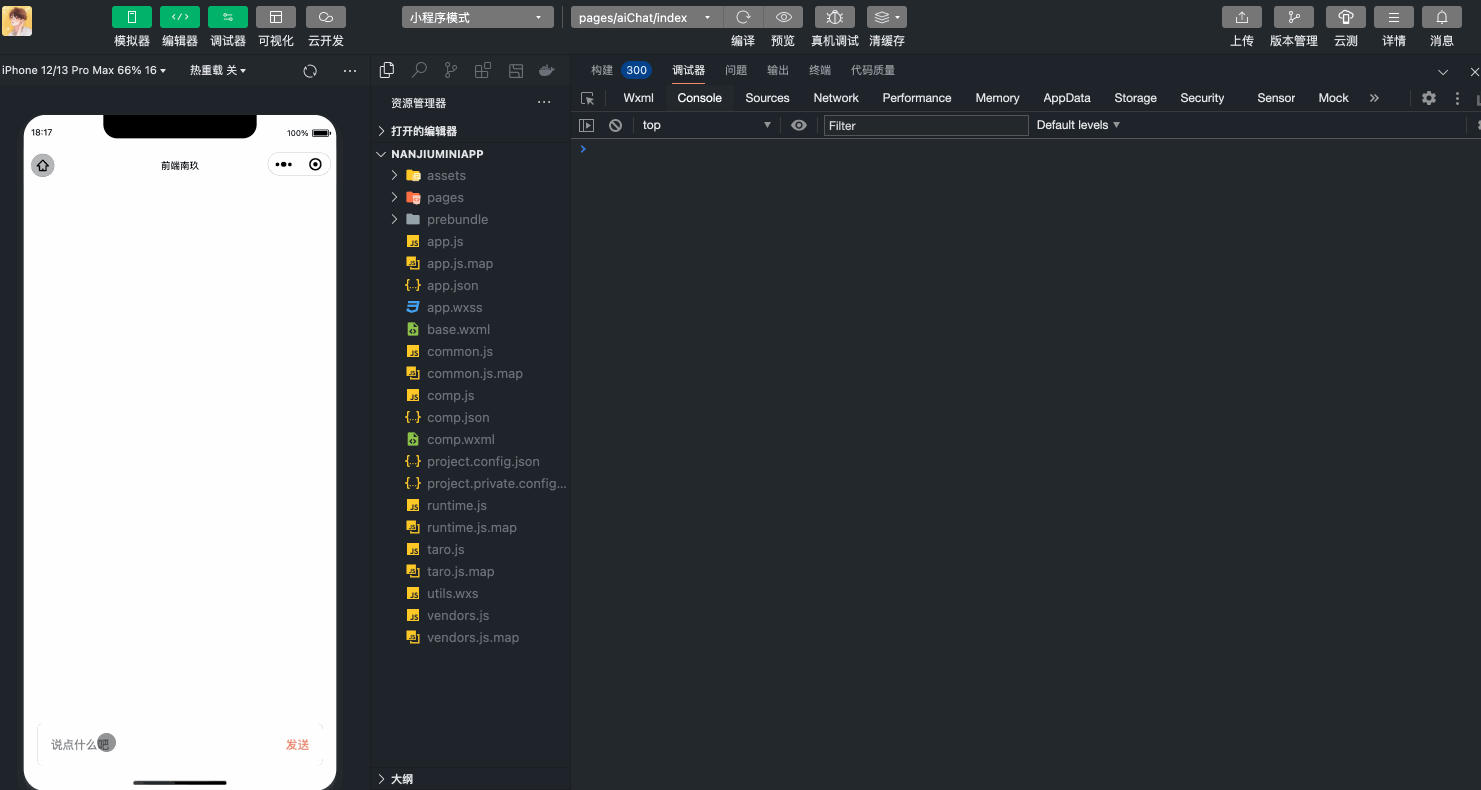 小程序模式
pages/aiChat/index
模拟器 编辑器 调试器 可视化 云开发
编译 预览 真机调试 清缓存
上传 版本管理 云测 详情 消息
iPhone 12/13 Pro Max 66% 16
热重载 关
18:17
100%
前端南玖
说点什么吧
发送
资源管理器
打开的编辑器
NANJIUMINIAPP
assets
pages
prebundle
app.js
app.js.map
app.json
app.wxss
base.wxml
common.js
common.js.map
comp.js
comp.json
comp.wxml
project.config.json
project.private.config...
runtime.js
runtime.js.map
taro.js
taro.js.map
utils.wxs
vendors.js
vendors.js.map
大纲
构建 300 调试器 问题 输出 终端 代码质量
Wxml Console Sources Network Performance Memory AppData Storage Security Sensor Mock
top
Filter
Default levels